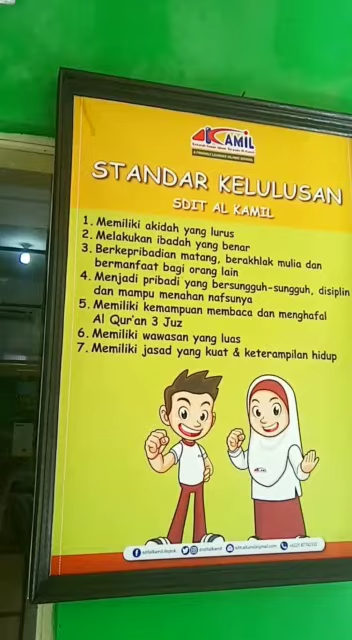 AL KAMIL
STANDAR KELULUSAN
SDIT AL KAMIL
1. Memiliki akidah yang lurus
2. Melakukan ibadah yang benar
3. Berkepribadian matang, berakhlak mulia dan
bermanfaat bagi orang lain
4. Menjadi pribadi yang bersungguh-sungguh, disiplin
dan mampu menahan nafsunya
5. Memiliki kemampuan membaca dan menghafal
Al Qur'an 3 Juz
6. Memiliki wawasan yang luas
7. Memiliki jasad yang kuat & keterampilan hidup